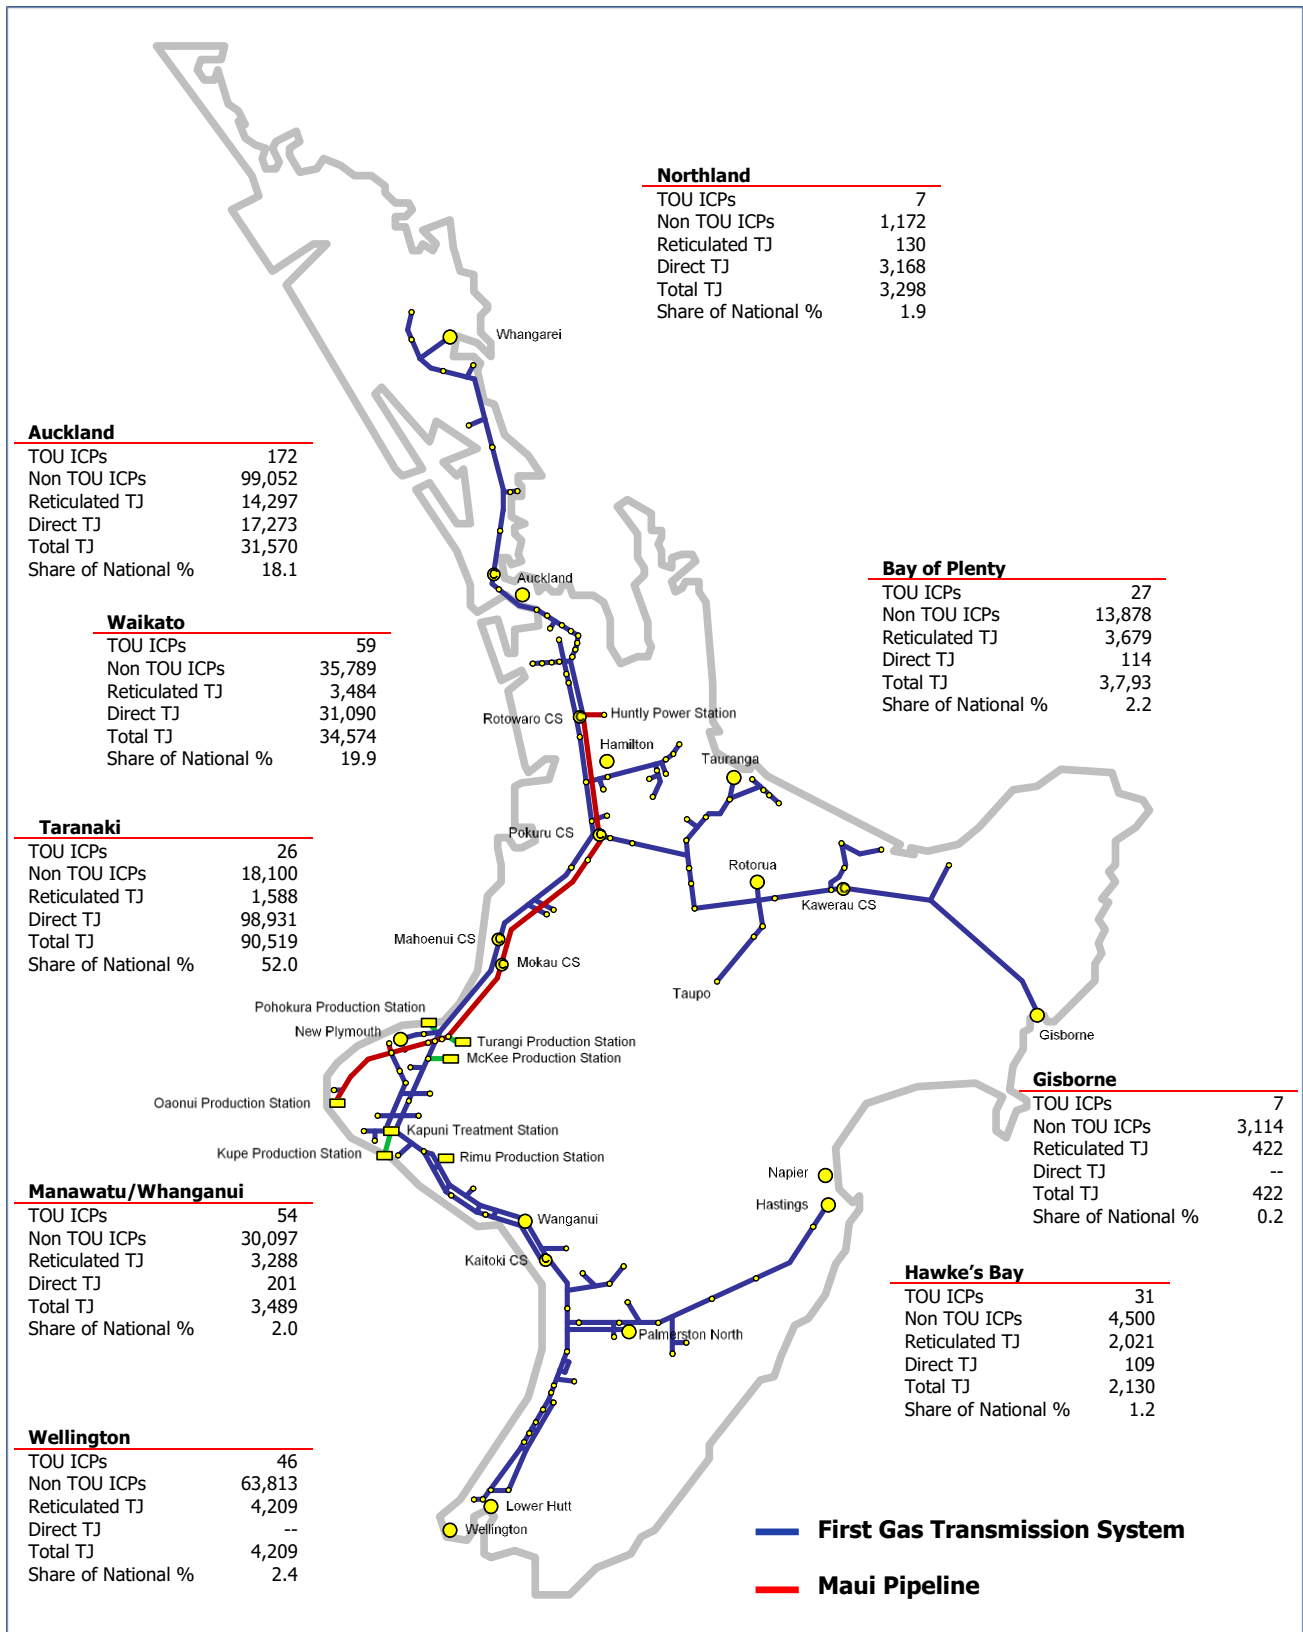 Northland
TOU ICPs 7
Non TOU ICPs 1,172
Reticulated TJ 130
Direct TJ 3,168
Total TJ 3,298
Share of National % 1.9
Whangarei
Auckland
TOU ICPs 172
Non TOU ICPs 99,052
Reticulated TJ 14,297
Direct TJ 17,273
Total TJ 31,570
Share of National % 18.1
Auckland
Bay of Plenty
TOU ICPs 27
Non TOU ICPs 13,878
Reticulated TJ 3,679
Direct TJ 114
Total TJ 3,7,93
Share of National % 2.2
Waikato
TOU ICPs 59
Non TOU ICPs 35,789
Reticulated TJ 3,484
Direct TJ 31,090
Total TJ 34,574
Share of National % 19.9
Rotowaro CS
Huntly Power Station
Hamilton
Tauranga
Pokuru CS
Rotorua
Kawerau CS
Taranaki
TOU ICPs 26
Non TOU ICPs 18,100
Reticulated TJ 1,588
Direct TJ 98,931
Total TJ 90,519
Share of National % 52.0
Mahoenui CS
Mokau CS
Taupo
Pohokura Production Station
New Plymouth
Turangi Production Station
McKee Production Station
Gisborne
Oaonui Production Station
Kapuni Treatment Station
Kupe Production Station
Rimu Production Station
Gisborne
TOU ICPs 7
Non TOU ICPs 3,114
Reticulated TJ 422
Direct TJ --
Total TJ 422
Share of National % 0.2
Napier
Hastings
Manawatu/Whanganui
TOU ICPs 54
Non TOU ICPs 30,097
Reticulated TJ 3,288
Direct TJ 201
Total TJ 3,489
Share of National % 2.0
Wanganui
Kaitoki CS
Palmerston North
Hawke's Bay
TOU ICPs 31
Non TOU ICPs 4,500
Reticulated TJ 2,021
Direct TJ 109
Total TJ 2,130
Share of National % 1.2
Wellington
TOU ICPs 46
Non TOU ICPs 63,813
Reticulated TJ 4,209
Direct TJ --
Total TJ 4,209
Share of National % 2.4
Lower Hutt
Wellington
First Gas Transmission System
Maui Pipeline